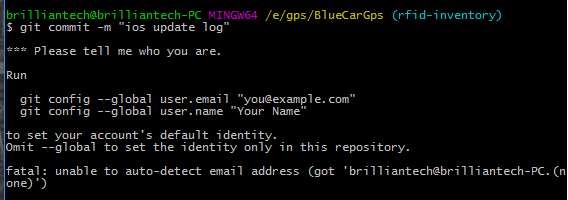 brilliantech@brilliantech-PC MINGW64 /e/gps/BlueCarGps (rfid-inventory)
$ git commit -m "ios update log"
*** Please tell me who you are.
Run
git config --global user.email "you@example.com"
git config --global user.name "Your Name"
to set your account's default identity.
Omit --global to set the identity only in this repository.
fatal: unable to auto-detect email address (got 'brilliantech@brilliantech-PC.(n
one)')